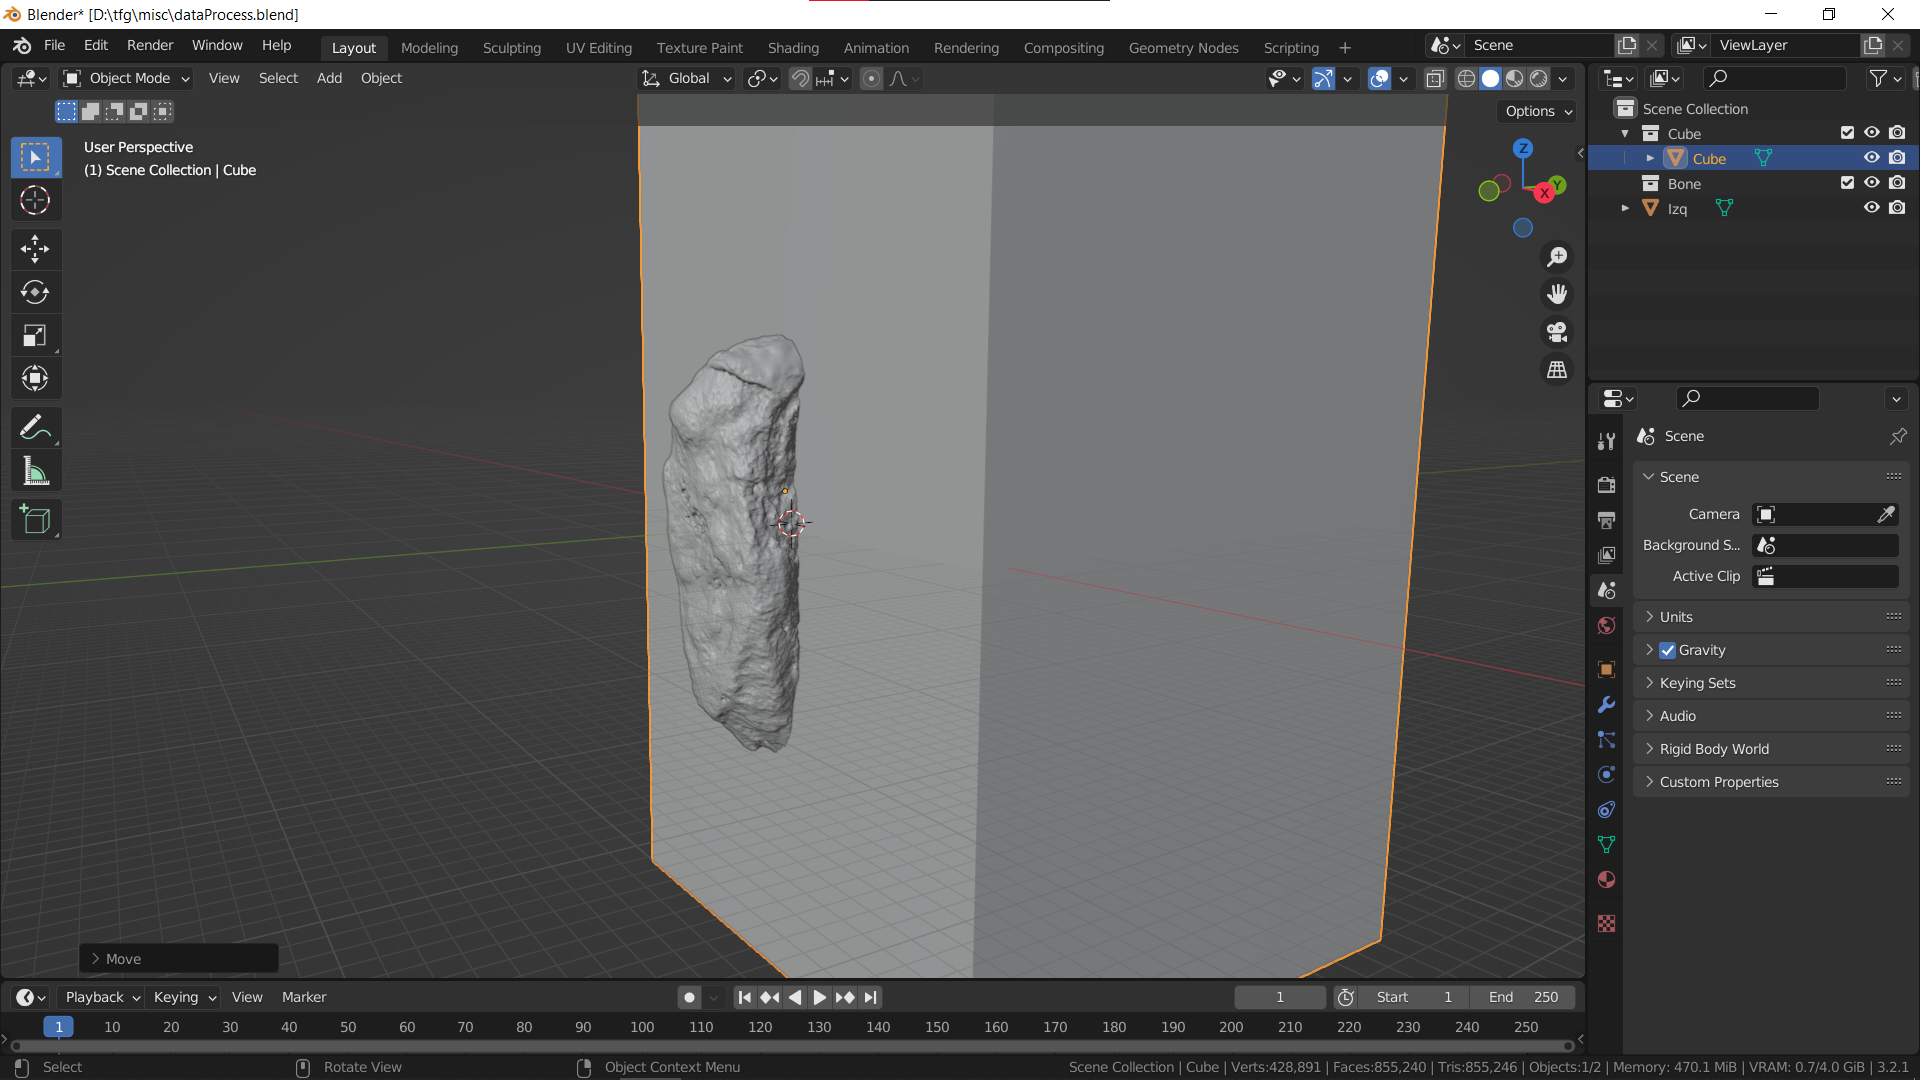 Blender* [D:\tfg\misc\dataProcess.blend]
File Edit Render Window Help
Layout Modeling Sculpting UV Editing Texture Paint Shading Animation Rendering Compositing Geometry Nodes Scripting
Scene
ViewLayer
Object Mode View Select Add Object
Global
Options
User Perspective
(1) Scene Collection | Cube
Z
Y
X
Scene Collection
Cube
Cube
Bone
Izq
Scene
Scene
Camera
Background S...
Active Clip
Units
Gravity
Keying Sets
Audio
Rigid Body World
Custom Properties
Move
Playback Keying View Marker
1
Start 1
End 250
1 10 20 30 40 50 60 70 80 90 100 110 120 130 140 150 160 170 180 190 200 210 220 230 240 250
Select
Rotate View
Object Context Menu
Scene Collection | Cube | Verts:428,891 | Faces:855,240 | Tris:855,246 | Objects:1/2 | Memory: 470.1 MiB | VRAM: 0.7/4.0 GiB | 3.2.1